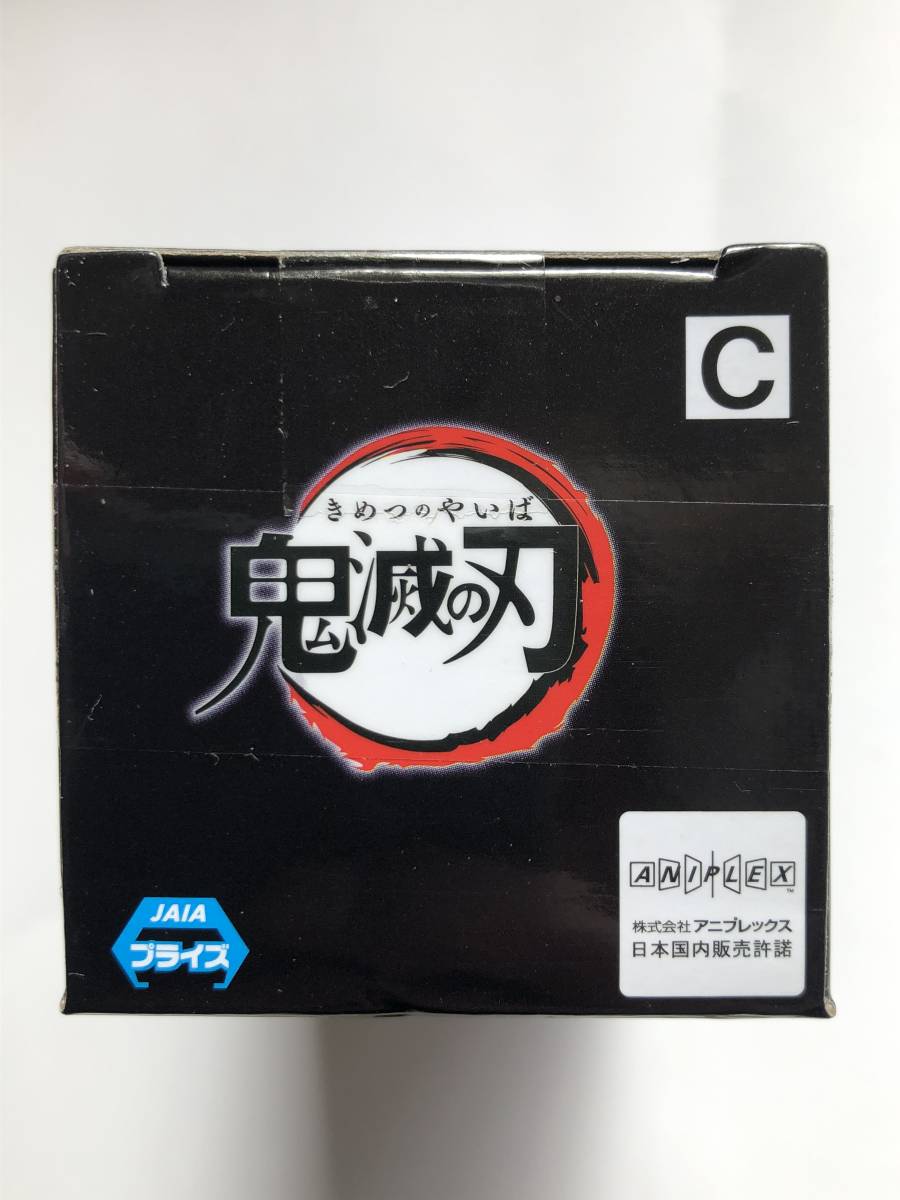 C
きめつのやいば
鬼滅の刃
JAIA
プライズ
ANIPLEX™
株式会社 アニプレックス
日本国内販売許諾